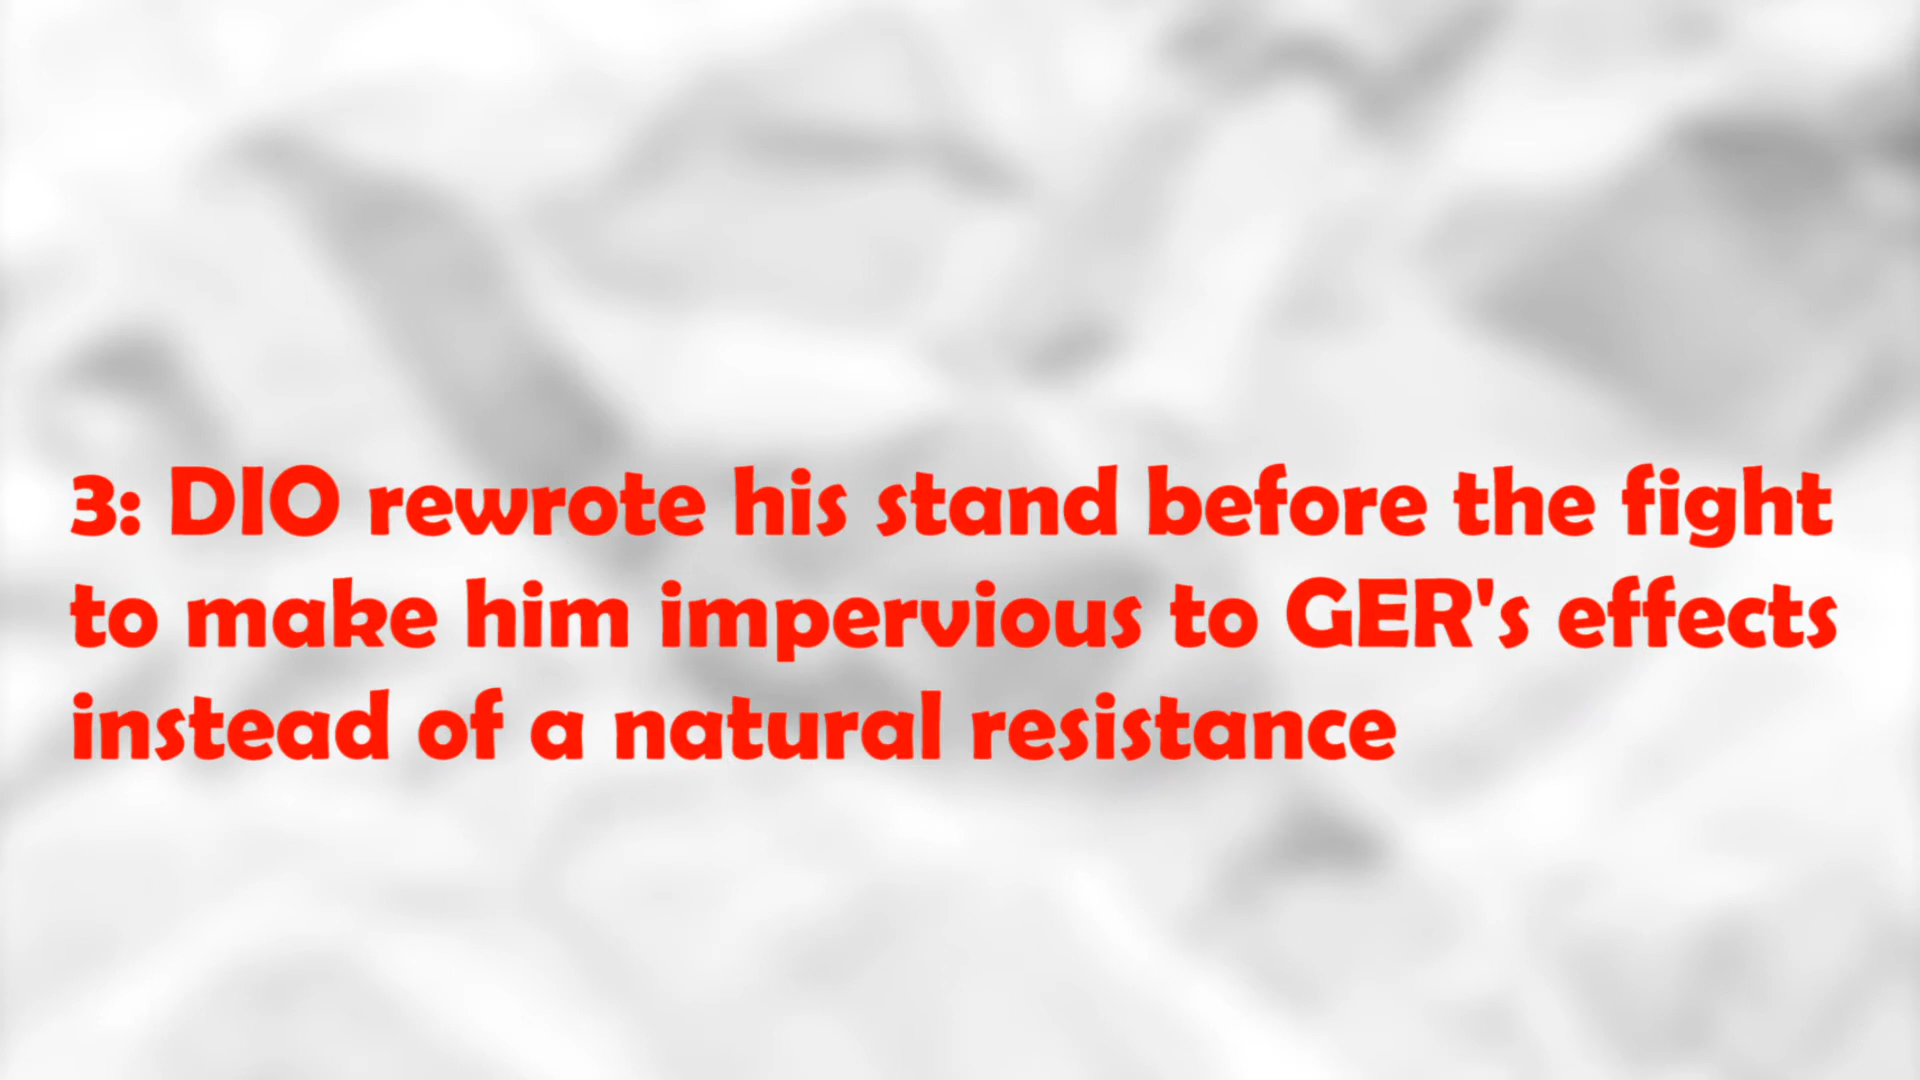 3: DIO rewrote his stand before the fight
to make him impervious to GER's effects
instead of a natural resistance